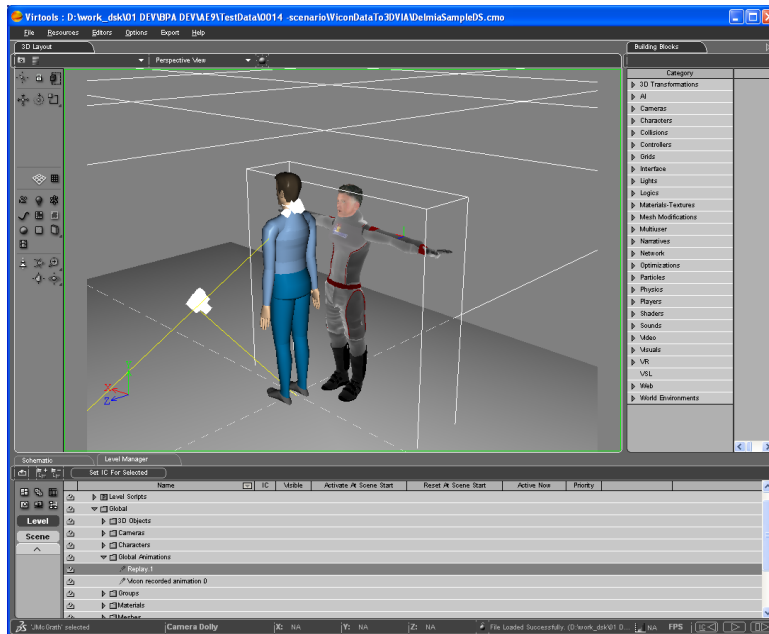 Virtools : D:\work_dsk\01 DEV\BPA DEV\AE9\TestData\0014 -scenario\ViconDataTo3DVIA\DelmiaSampleDS.cmo
File Resources Editors Options Export Help
3D Layout
Building Blocks
Perspective View
Category
3D Transformations
AI
Cameras
Characters
Collisions
Controllers
Grids
Interface
Lights
Logics
Materials-Textures
Mesh Modifications
Multiuser
Narratives
Network
Optimizations
Particles
Physics
Players
Shaders
Sounds
Video
Visuals
VR
VSL
Web
World Environments
X
Y
Z
Schematic Level Manager
Set IC For Selected
Name IC Visible Activate At Scene Start Reset At Scene Start Active Now Priority
Level Scripts
Global
3D Objects
Cameras
Characters
Global Animations
Replay.1
Vicon recorded animation 0
Groups
Materials
Meshes
Level
Scene
'JMcGrath' selected Camera Dolly X: NA Y: NA Z: NA File Loaded Successfully. (D:\work_dsk\01 D... NA FPS